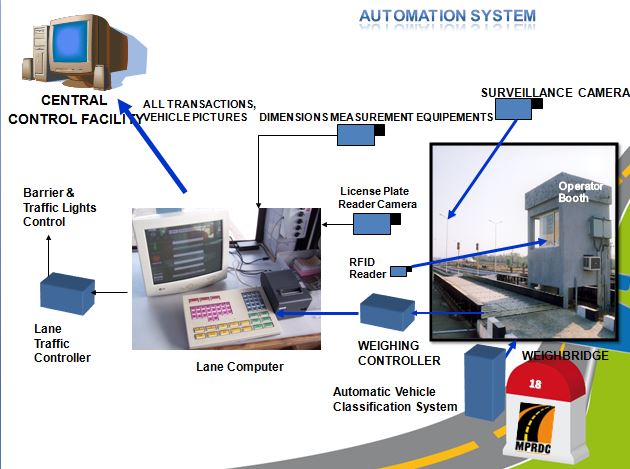 AUTOMATION SYSTEM
CENTRAL
CONTROL FACILITY
ALL TRANSACTIONS,
VEHICLE PICTURES
DIMENSIONS MEASUREMENT EQUIPEMENTS
SURVEILLANCE CAMERA
Barrier &
Traffic Lights
Control
License Plate
Reader Camera
Operator
Booth
RFID
Reader
Lane
Traffic
Controller
Lane Computer
WEIGHING
CONTROLLER
WEIGHBRIDGE
Automatic Vehicle
Classification System
18
MPRDC